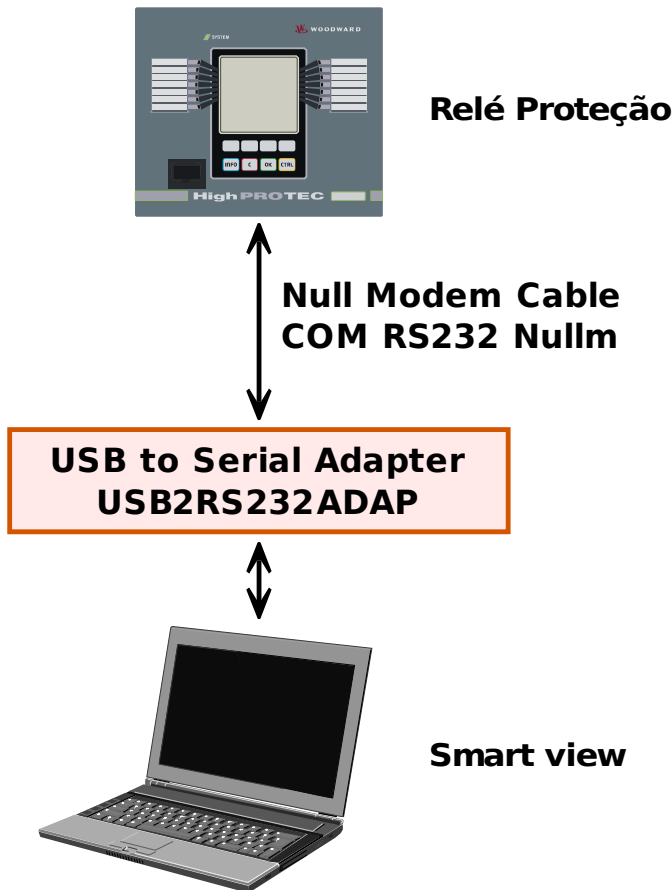 SYSTEM
WOODWARD
INFO C OK CTRL
HighPROTEC
Relé Proteção
Null Modem Cable
COM RS232 Nullm
USB to Serial Adapter
USB2RS232ADAP
Smart view